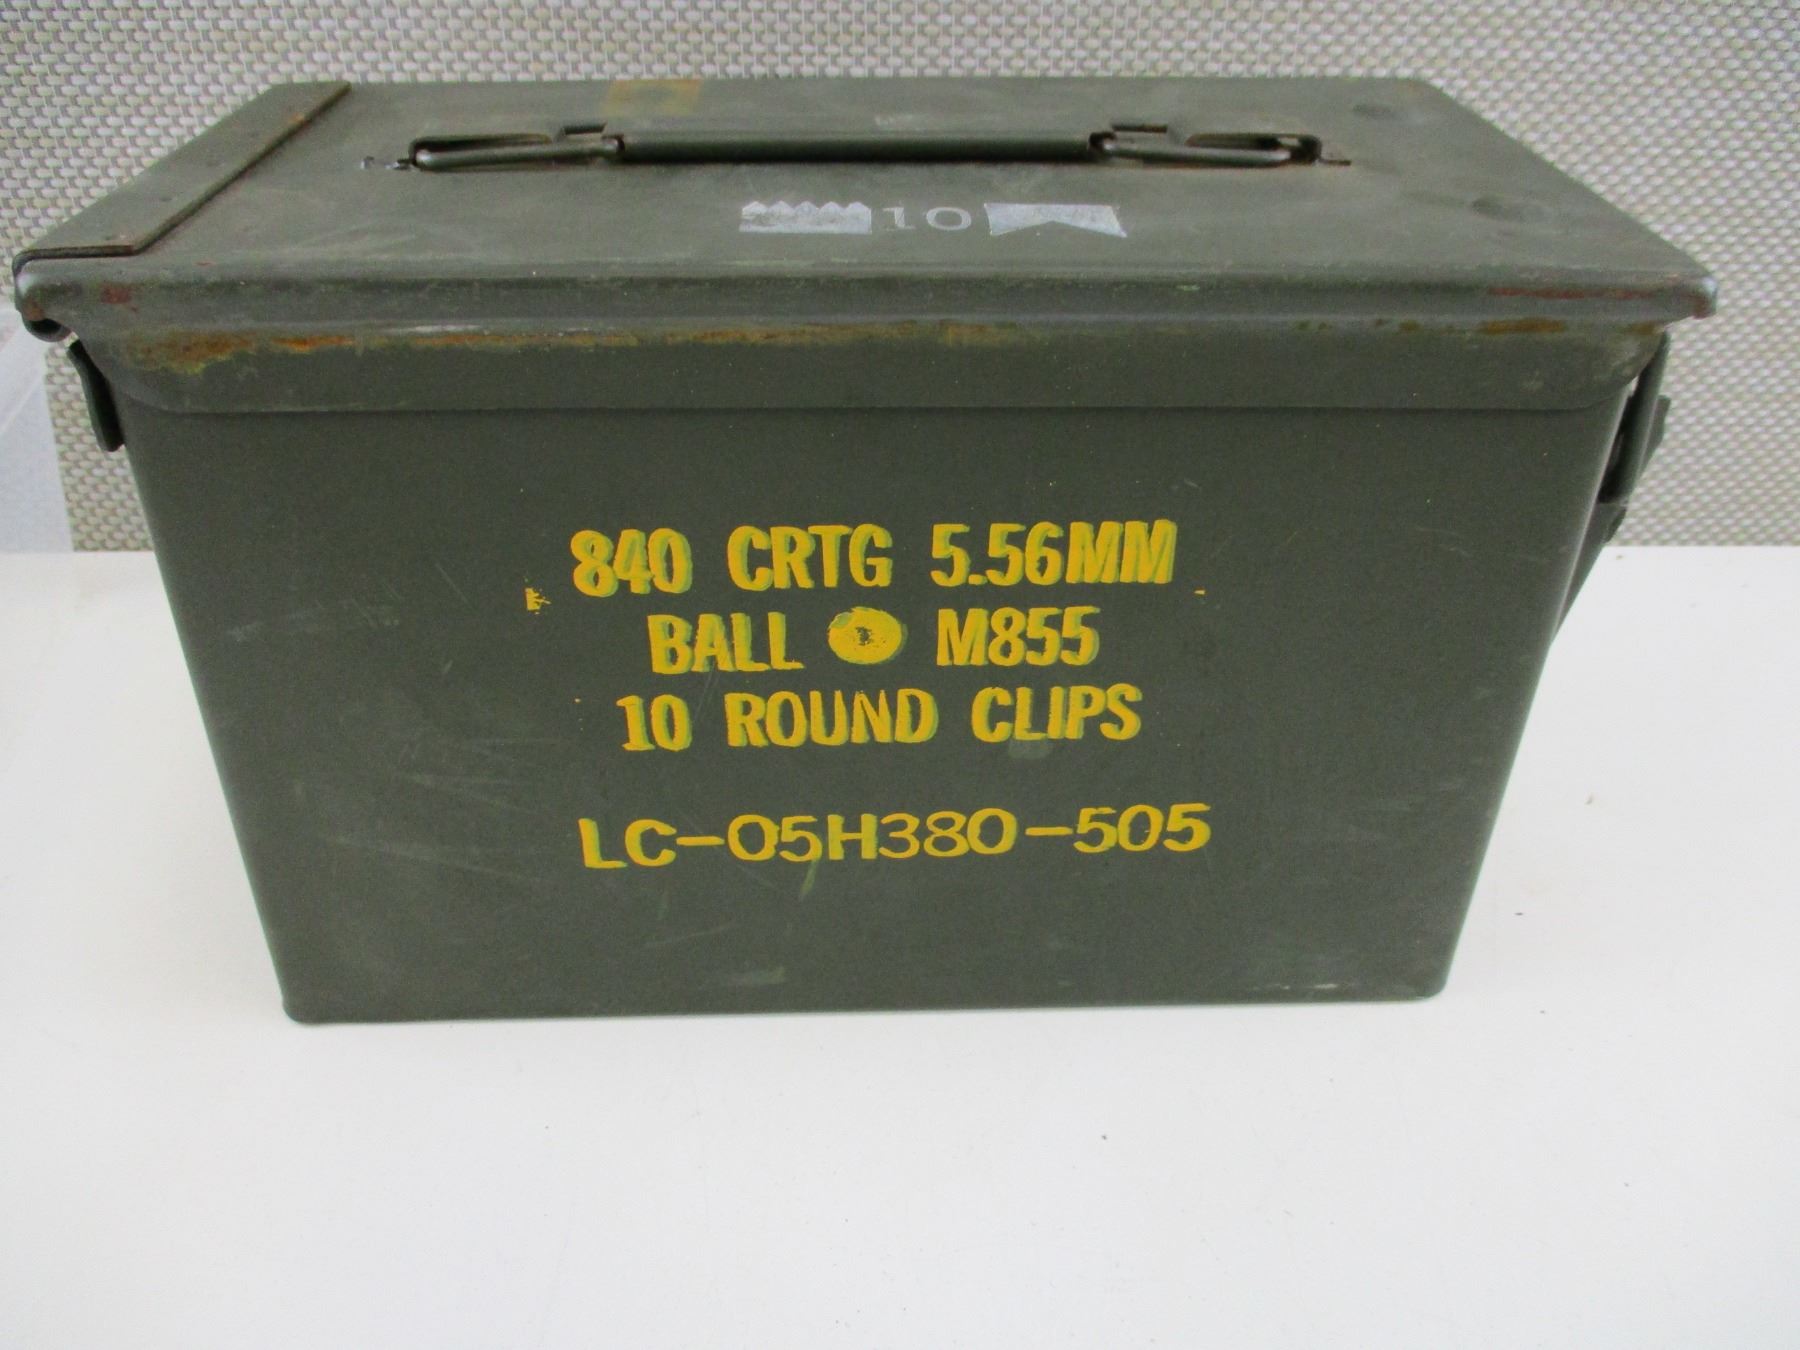 10
840 CRTG 5.56MM
BALL M855
10 ROUND CLIPS
LC-05H380-505